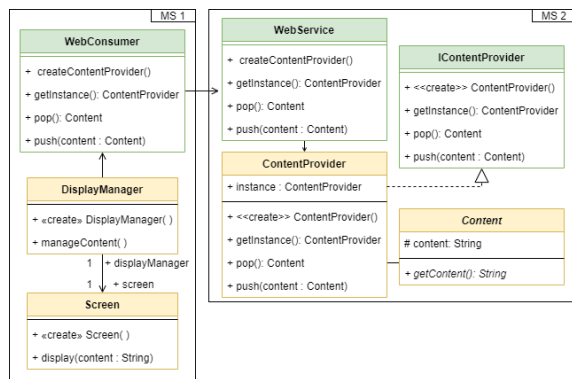 MS 1
WebConsumer
+ createContentProvider()
+ getInstance(): ContentProvider
+ pop(): Content
+ push(content : Content)
DisplayManager
+ «create» DisplayManager( )
+ manageContent( )
1 + displayManager
1 + screen
Screen
+ «create» Screen( )
+ display(content : String)
MS 2
WebService
+ createContentProvider()
+ getInstance(): ContentProvider
+ pop(): Content
+ push(content : Content)
IContentProvider
+ <<create>> ContentProvider()
+ getInstance(): ContentProvider
+ pop(): Content
+ push(content : Content)
ContentProvider
+ instance : ContentProvider
+ <<create>> ContentProvider()
+ getInstance(): ContentProvider
+ pop(): Content
+ push(content : Content)
Content
# content: String
+ getContent(): String